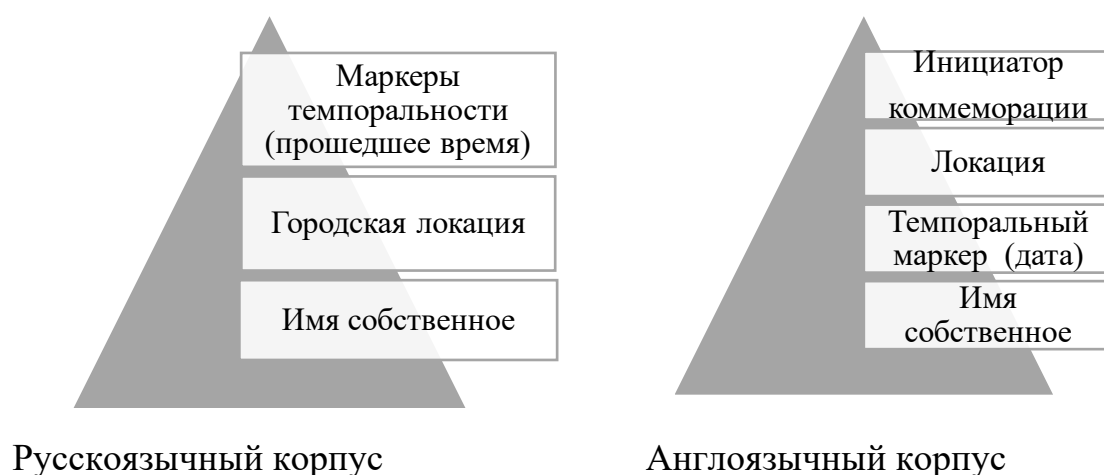 Маркеры
темпоральности
(прошедшее время)
Городская локация
Имя собственное
Русскоязычный корпус
Инициатор
коммеморации
Локация
Темпоральный
маркер (дата)
Имя
собственное
Англоязычный корпус